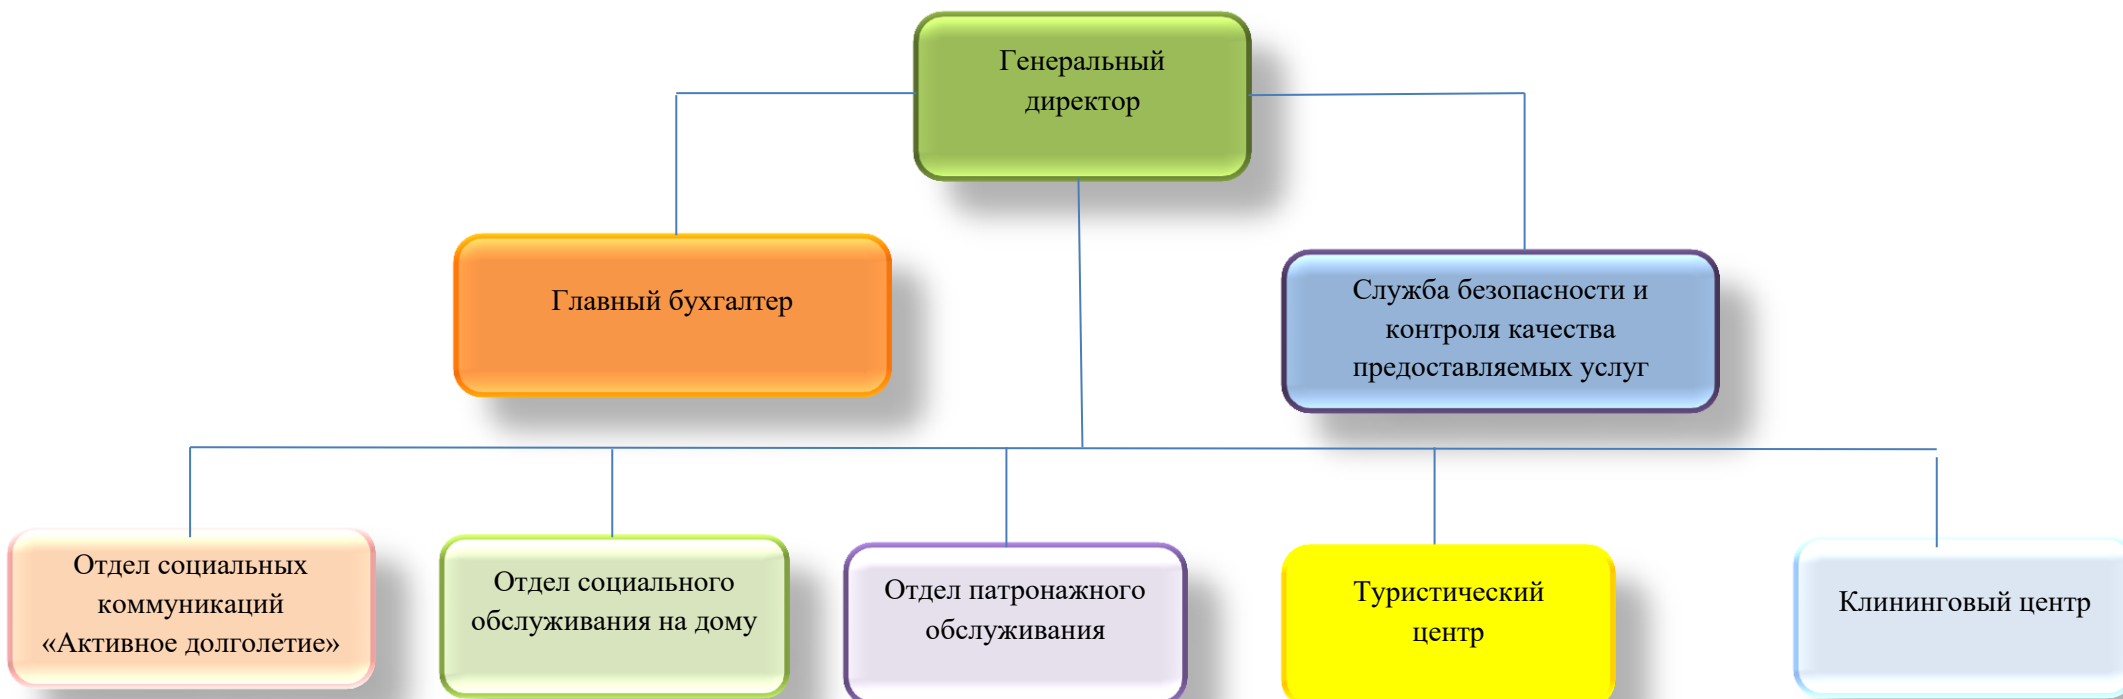 Генеральный
директор
Главный бухгалтер
Служба безопасности и
контроля качества
предоставляемых услуг
Отдел социальных
коммуникаций
«Активное долголетие»
Отдел социального
обслуживания на дому
Отдел патронажного
обслуживания
Туристический
центр
Клининговый центр